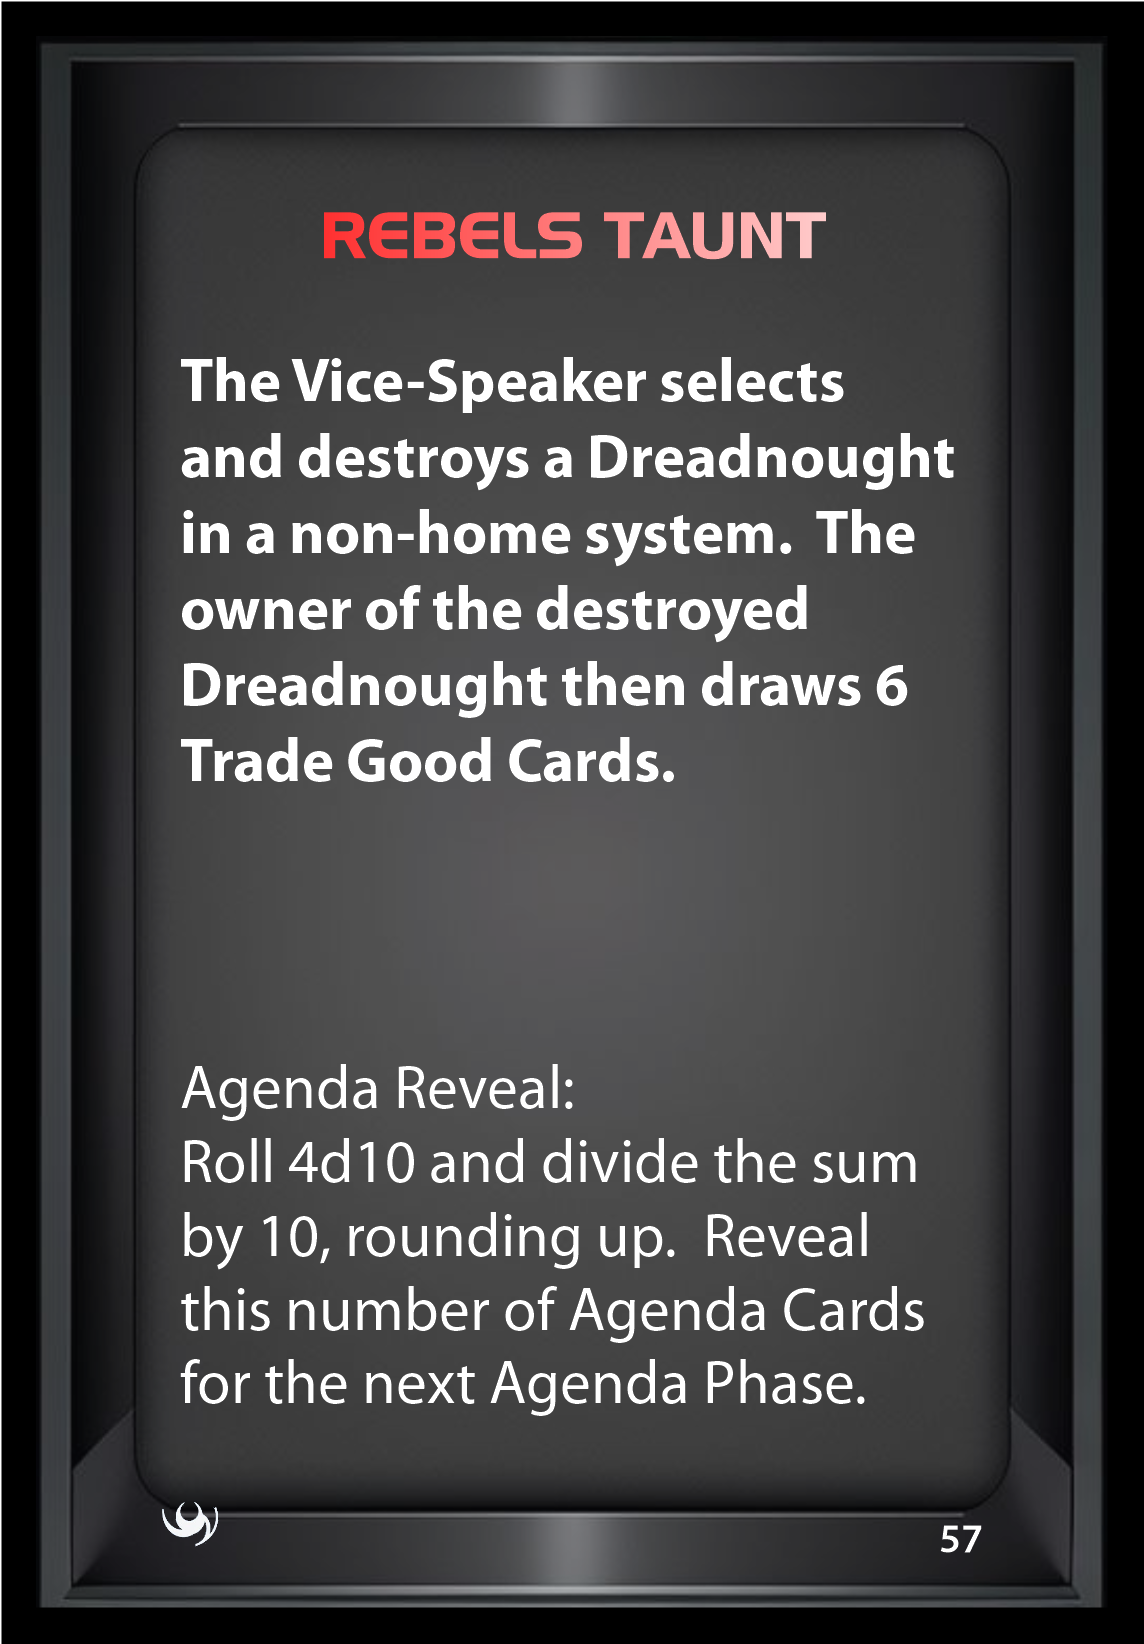 REBELS TAUNT
The Vice-Speaker selects
and destroys a Dreadnought
in a non-home system.  The
owner of the destroyed
Dreadnought then draws 6
Trade Good Cards.
Agenda Reveal:
Roll 4d10 and divide the sum
by 10, rounding up.  Reveal
this number of Agenda Cards
for the next Agenda Phase.
57